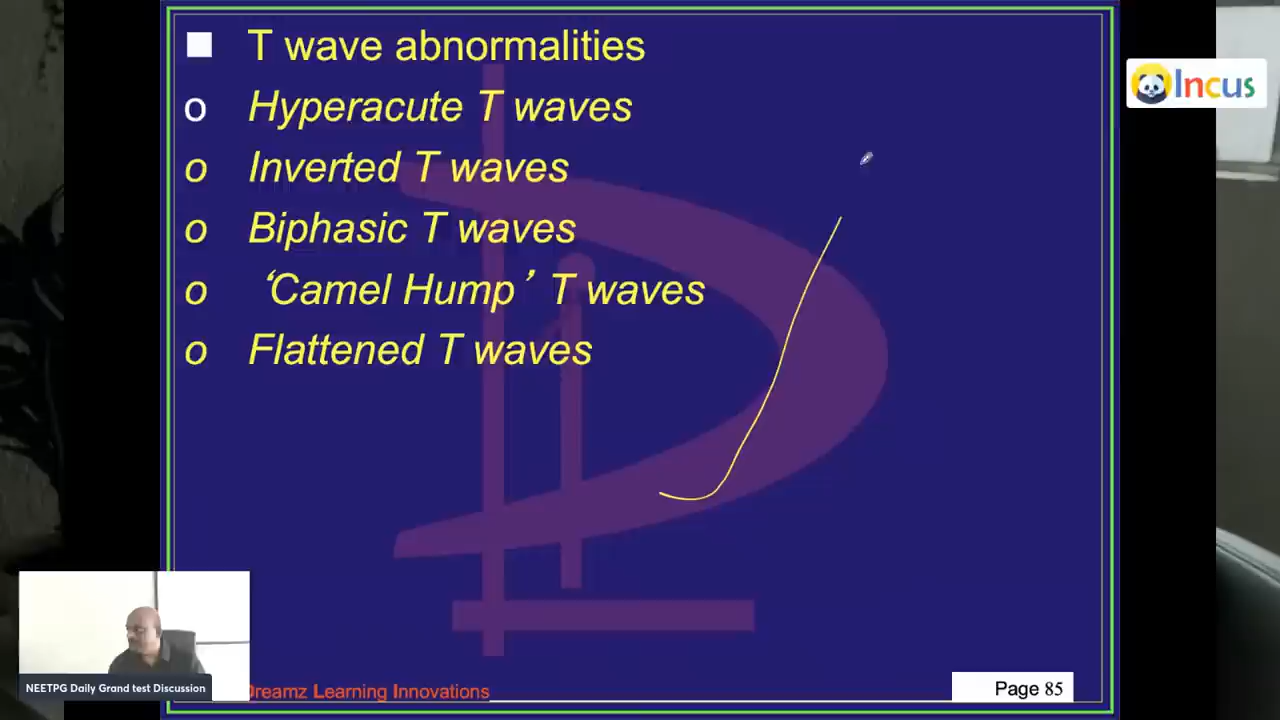 T wave abnormalities
Incus
o Hyperacute T waves
o Inverted T waves
o Biphasic T waves
o ‘Camel Hump’ T waves
o Flattened T waves
NEETPG Daily Grand test Discussion
Dreamz Learning Innovations
Page 85